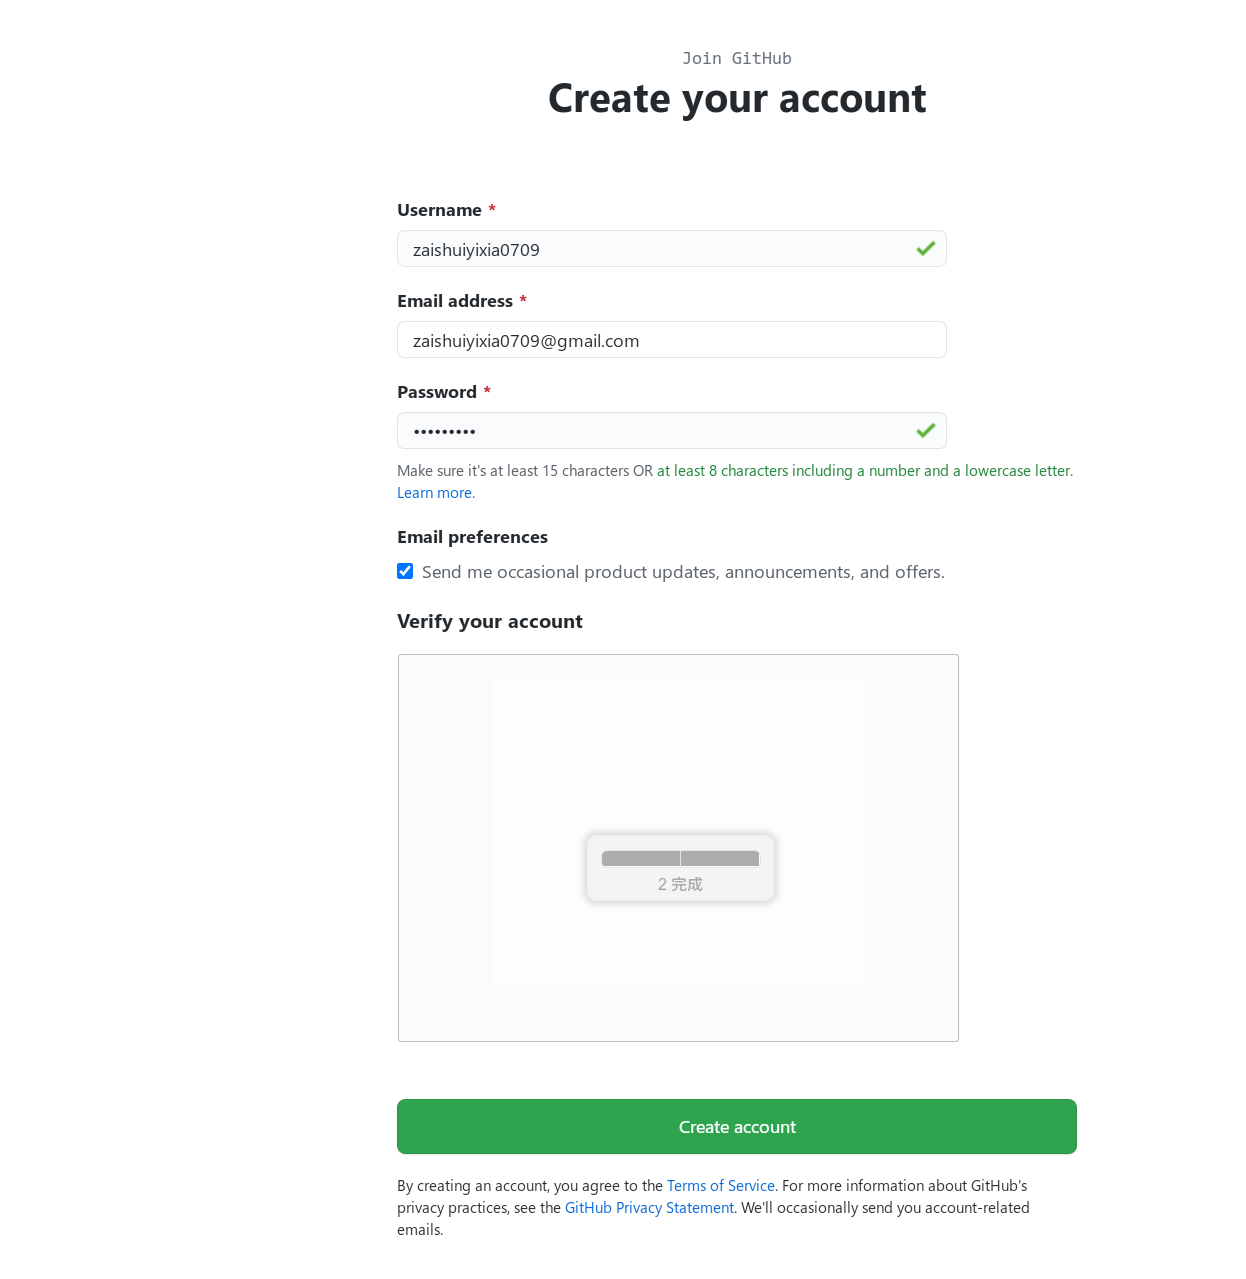 Join GitHub
Create your account
Username *
zaishuiyixia0709
Email address *
zaishuiyixia0709@gmail.com
Password *
•••••••••
Make sure it's at least 15 characters OR at least 8 characters including a number and a lowercase letter.
Learn more.
Email preferences
Send me occasional product updates, announcements, and offers.
Verify your account
2 完成
Create account
By creating an account, you agree to the Terms of Service. For more information about GitHub's
privacy practices, see the GitHub Privacy Statement. We'll occasionally send you account-related
emails.